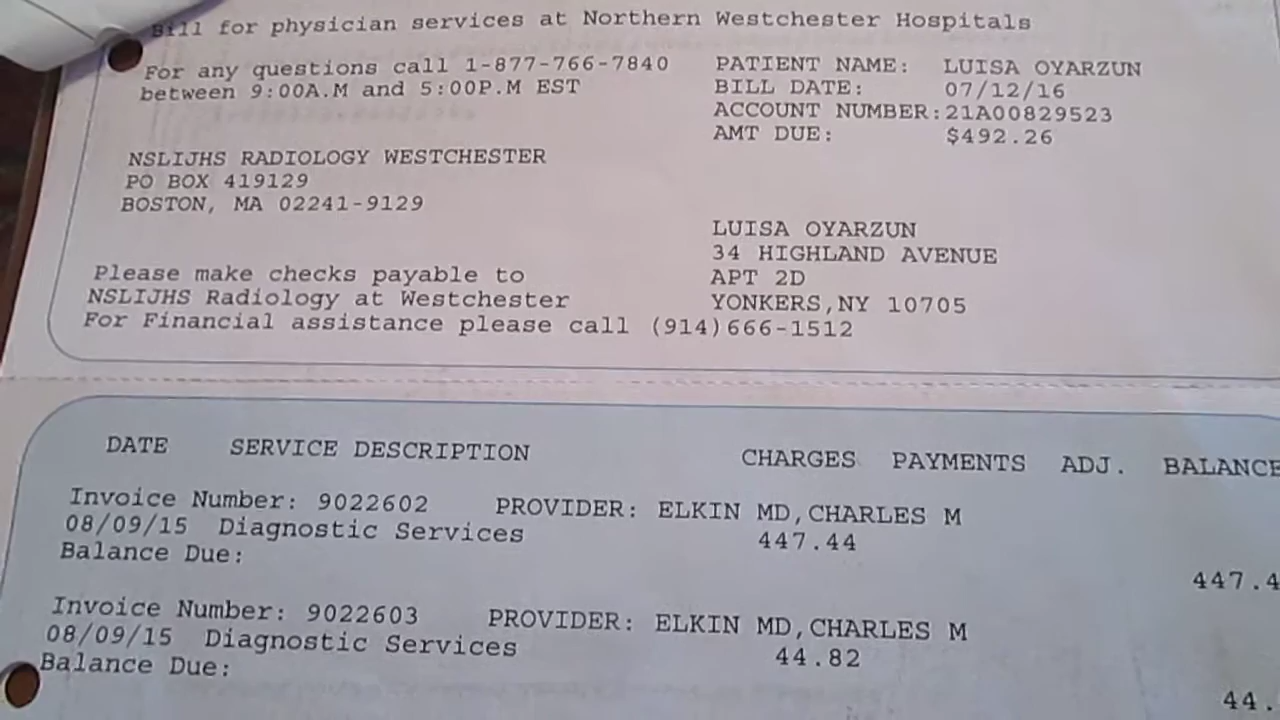 Bill for physician services at Northern Westchester Hospitals
For any questions call 1-877-766-7840
between 9:00A.M and 5:00P.M EST
PATIENT NAME: LUISA OYARZUN
BILL DATE: 07/12/16
ACCOUNT NUMBER:21A00829523
AMT DUE: $492.26
NSLIJHS RADIOLOGY WESTCHESTER
PO BOX 419129
BOSTON, MA 02241-9129
LUISA OYARZUN
34 HIGHLAND AVENUE
APT 2D
YONKERS,NY 10705
Please make checks payable to
NSLIJHS Radiology at Westchester
For Financial assistance please call (914)666-1512
DATE SERVICE DESCRIPTION CHARGES PAYMENTS ADJ. BALANCE
Invoice Number: 9022602 PROVIDER: ELKIN MD,CHARLES M
08/09/15 Diagnostic Services 447.44
Balance Due: 447.4
Invoice Number: 9022603 PROVIDER: ELKIN MD,CHARLES M
08/09/15 Diagnostic Services 44.82
Balance Due: 44.